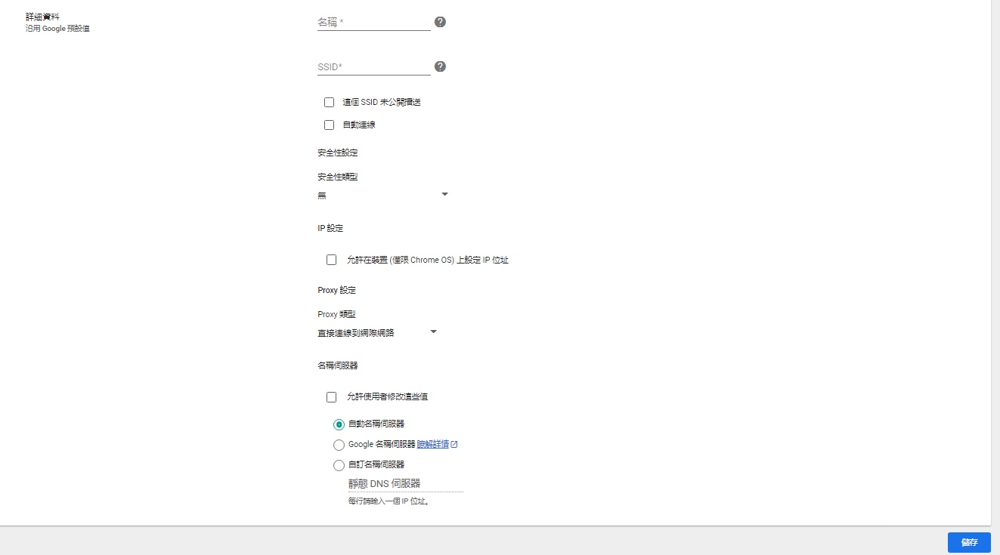 詳細資料
沿用 Google 預設值
名稱 *
SSID*
這個 SSID 未公開播送
自動連線
安全性設定
安全性類型
無
IP 設定
允許在裝置 (僅限 Chrome OS) 上設定 IP 位址
Proxy 設定
Proxy 類型
直接連線到網際網路
名稱伺服器
允許使用者修改這些值
自動名稱伺服器
Google 名稱伺服器 瞭解詳情
自訂名稱伺服器
靜態 DNS 伺服器
每行請輸入一個 IP 位址。
儲存